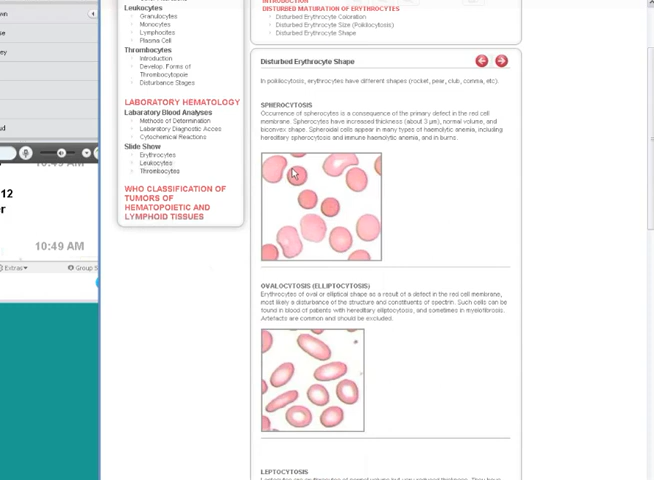 Leukocytes
Granulocytes
Monocytes
Lymphocytes
Plasma Cell
Thrombocytes
Introduction
Develop. Forms of
Thrombocytopoie
Disturbance Stages
LABORATORY HEMATOLOGY
Labaratory Blood Analyses
Methods of Determination
Laboratory Diagnostic Acces
Cytochemical Reactions
Slide Show
Erythrocytes
Leukocytes
Thrombocytes
WHO CLASSIFICATION OF
TUMORS OF
HEMATOPOIETIC AND
LYMPHOID TISSUES
12
10:49 AM
Extras
Group S
INTRODUCTION
DISTURBED MATURATION OF ERYTHROCYTES
Disturbed Erythrocyte Coloration
Disturbed Erythrocyte Size (Poikilocytosis)
Disturbed Erythrocyte Shape
Disturbed Erythrocyte Shape
In poikilocytosis, erythrocytes have different shapes (rocket, pear, club, comma, etc).
SPHEROCYTOSIS
Occurrence of spherocytes is a consequence of the primary defect in the red cell
membrane. Spherocytes have increased thickness (about 3 µm), normal volume, and
biconvex shape. Spheroidal cells appear in many types of haemolytic anemia, including
hereditary spherocytosis and immune haemolytic anemia, and in burns.
OVALOCYTOSIS (ELLIPTOCYTOSIS)
Erythrocytes of oval or elliptical shape as a result of a defect in the red cell membrane,
most likely a disturbance of the structure and constituents of spectrin. Such cells can be
found in blood of patients with hereditary elliptocytosis, and sometimes in myelofibrosis.
Artefacts are common and should be excluded.
LEPTOCYTOSIS